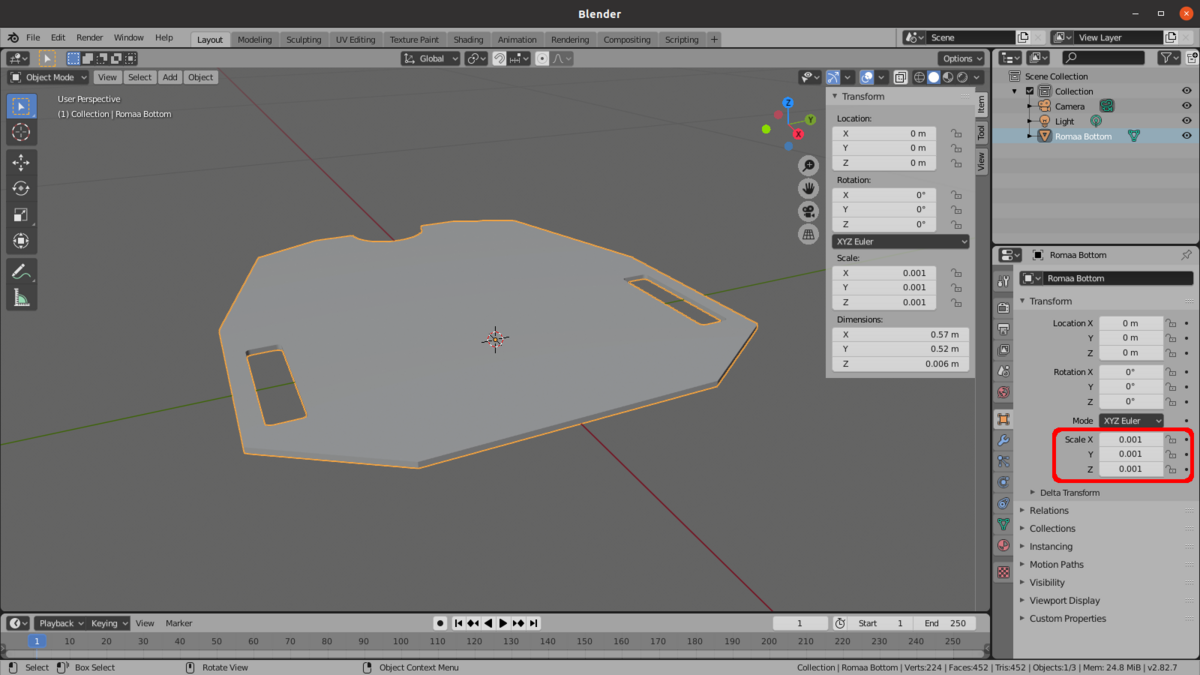 Blender
File Edit Render Window Help Layout Modeling Sculpting UV Editing Texture Paint Shading Animation Rendering Compositing Scripting + Scene View Layer
Global Options
Object Mode View Select Add Object
User Perspective
(1) Collection | Romaa Bottom
Z
Y
X
Transform
Location:
X 0 m
Y 0 m
Z 0 m
Rotation:
X 0°
Y 0°
Z 0°
XYZ Euler
Scale:
X 0.001
Y 0.001
Z 0.001
Dimensions:
X 0.57 m
Y 0.52 m
Z 0.006 m
Item
Tool
View
Scene Collection
Collection
Camera
Light
Romaa Bottom
Romaa Bottom
Romaa Bottom
Transform
Location X 0 m
Y 0 m
Z 0 m
Rotation X 0°
Y 0°
Z 0°
Mode XYZ Euler
Scale X 0.001
Y 0.001
Z 0.001
Delta Transform
Relations
Collections
Instancing
Motion Paths
Visibility
Viewport Display
Custom Properties
Playback Keying View Marker 1 Start 1 End 250
1 10 20 30 40 50 60 70 80 90 100 110 120 130 140 150 160 170 180 190 200 210 220 230 240 250
Select Box Select Rotate View Object Context Menu Collection | Romaa Bottom | Verts:224 | Faces:452 | Tris:452 | Objects:1/3 | Mem: 24.8 MiB | v2.82.7